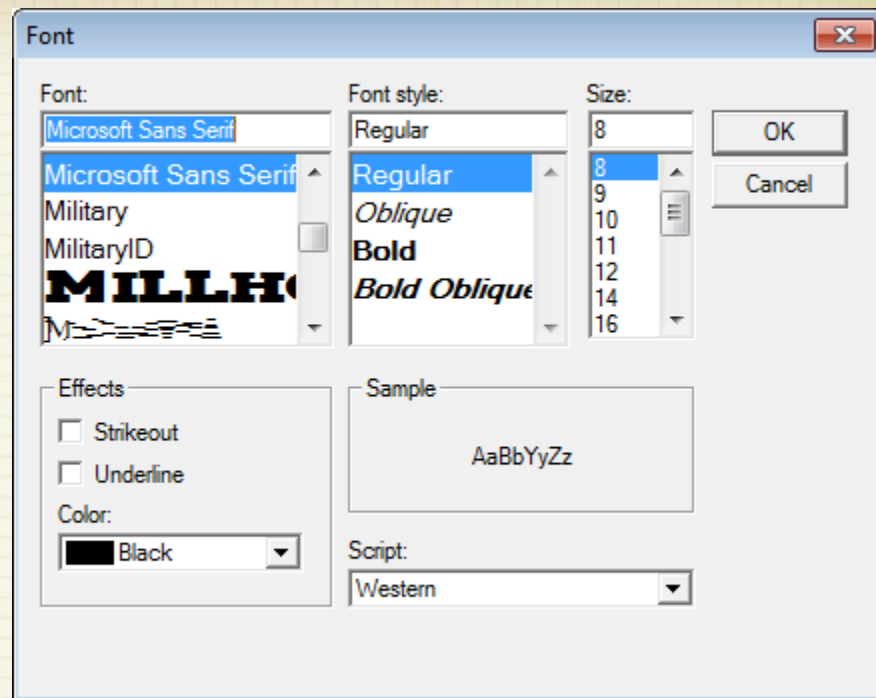 Font
Font:
Font style:
Size:
Microsoft Sans Serif
Regular
8
OK
Microsoft Sans Serif
Regular
8
Cancel
Military
Oblique
9
MilitaryID
Bold
10
MILLH
Bold Oblique
11
12
14
16
Effects
Sample
Strikeout
AaBbYyZz
Underline
Color:
Black
Script:
Western